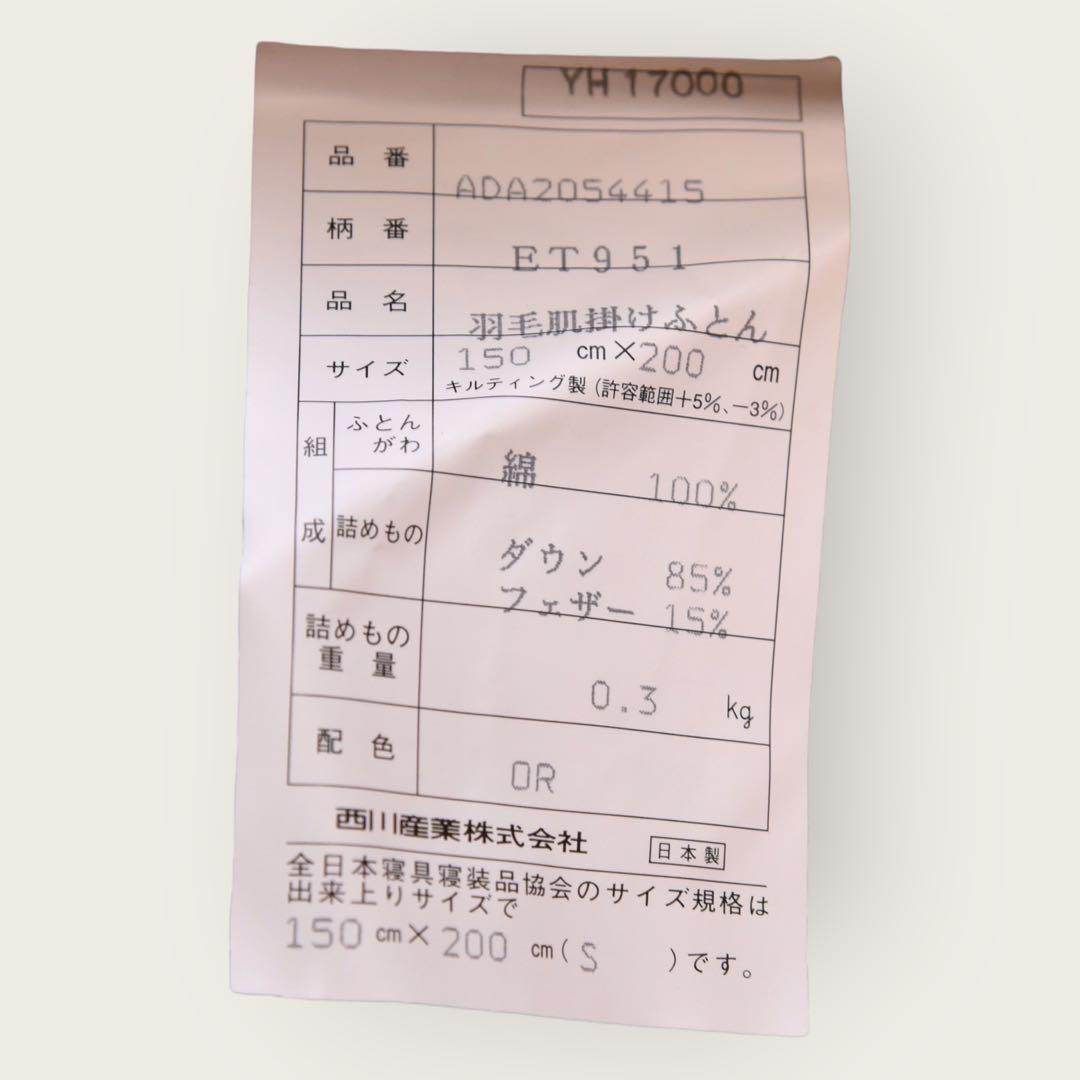 YH17000
品番 ADA2054415
柄番 ET951
品名 羽毛肌掛けふとん
サイズ 150 cm×200 cm
キルティング製(許容範囲+5%、-3%)
組成 ふとんがわ 綿 100%
詰めもの ダウン 85%
フェザー 15%
詰めもの重量 0.3 kg
配色 OR
西川産業株式会社 日本製
全日本寝具寝装品協会のサイズ規格は
出来上りサイズで
150 cm×200 cm(S )です。